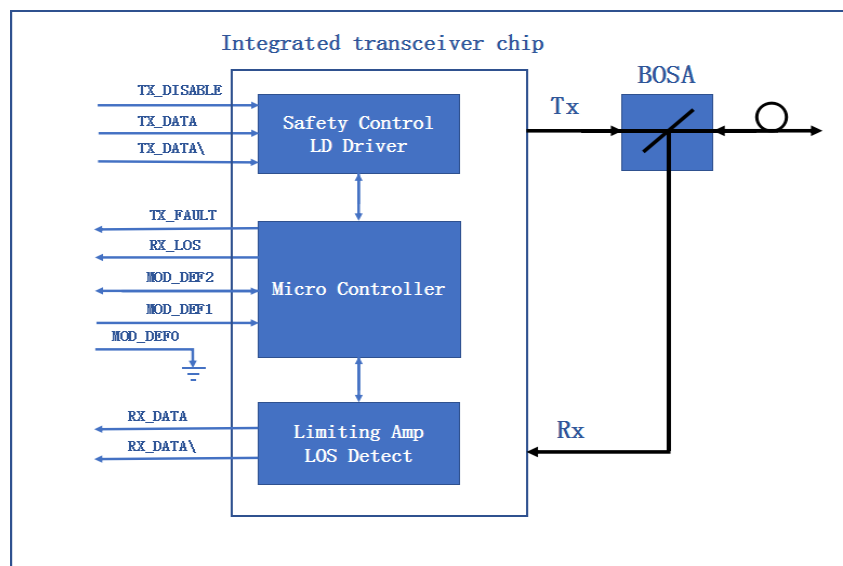 Integrated transceiver chip
BOSA
TX_DISABLE
TX_DATA
TX_DATA\
Safety Control
LD Driver
Tx
TX_FAULT
RX_LOS
MOD_DEF2
MOD_DEF1
MOD_DEF0
Micro Controller
RX_DATA
RX_DATA\
Limiting Amp
LOS Detect
Rx